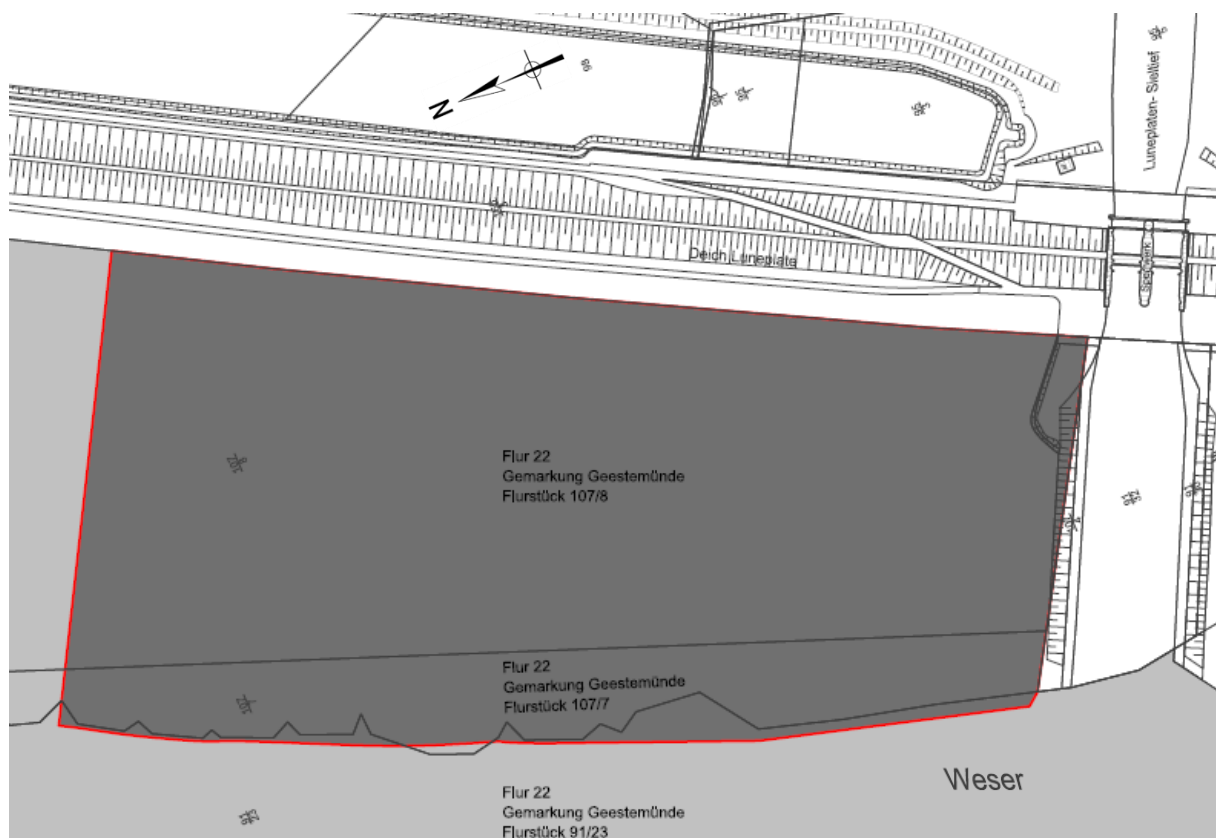 Luneplaten- Sieltief
N
Deich Luneplate
Sperrwerk
Flur 22
Gemarkung Geestemünde
Flurstück 107/8
Flur 22
Gemarkung Geestemünde
Flurstück 107/7
Weser
Flur 22
Gemarkung Geestemünde
Flurstück 91/23